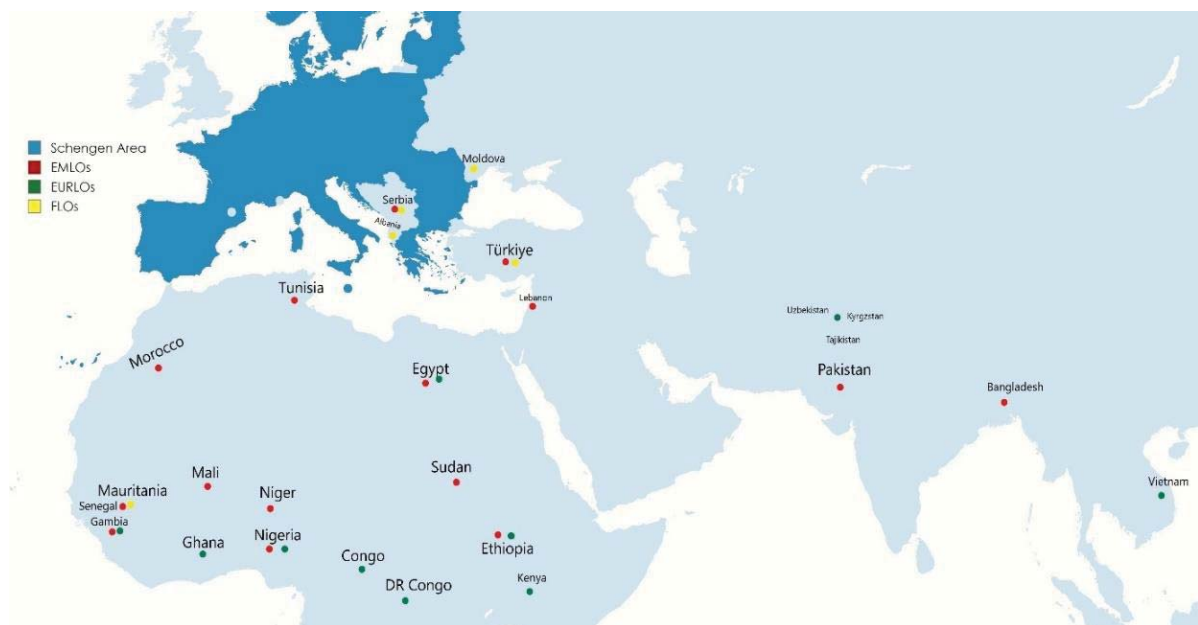 Schengen Area
EMLOs
EURLOs
FLOs
Moldova
Serbia
Albania
Türkiye
Tunisia
Lebanon
Uzbekistan
Kyrgzstan
Tajikistan
Morocco
Egypt
Pakistan
Bangladesh
Mali
Sudan
Mauritania
Niger
Vietnam
Senegal
Gambia
Ghana
Nigeria
Ethiopia
Congo
DR Congo
Kenya